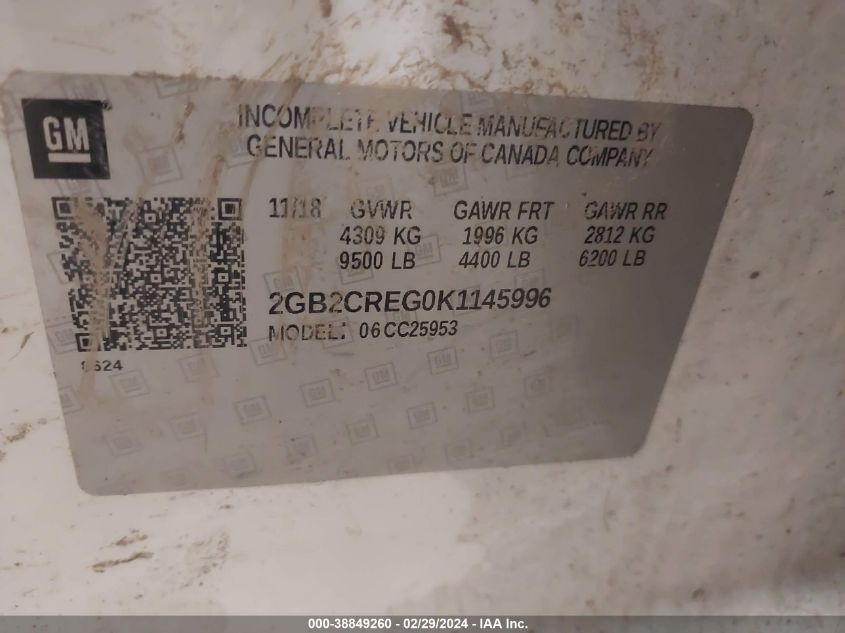 GM
INCOMPLETE VEHICLE MANUFACTURED BY
GENERAL MOTORS OF CANADA COMPANY
11/18 GVWR GAWR FRT GAWR RR
4309 KG 1996 KG 2812 KG
9500 LB 4400 LB 6200 LB
2GB2CREG0K1145996
MODEL: 06CC25953
8624
000-38849260 - 02/29/2024 - IAA Inc.